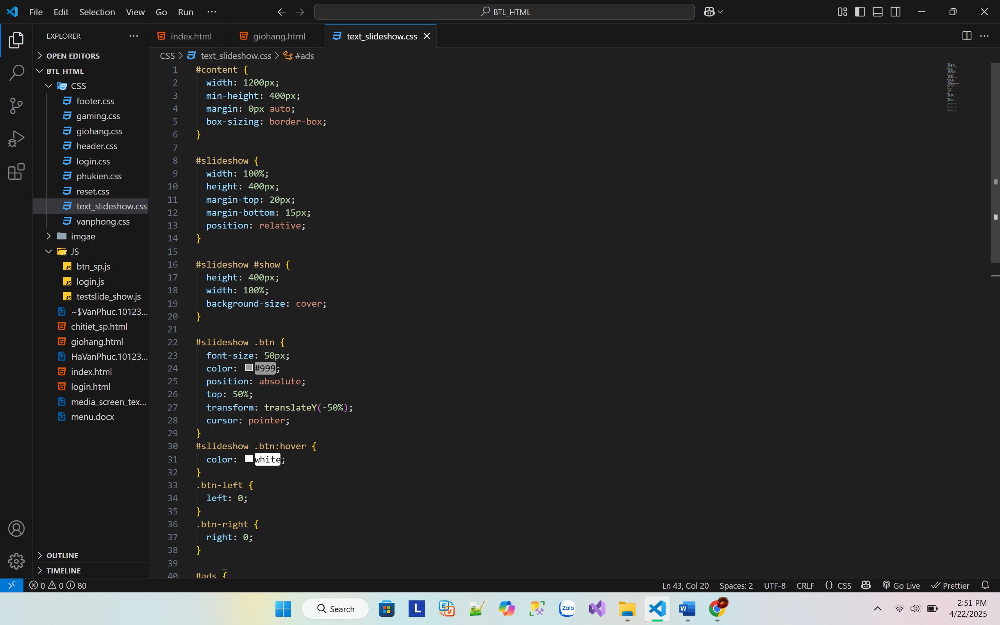 File Edit Selection View Go Run ··· BTL_HTML
EXPLORER
OPEN EDITORS
BTL_HTML
CSS
footer.css
gaming.css
giohang.css
header.css
login.css
phukien.css
reset.css
text_slideshow.css
vanphong.css
imgae
JS
btn_sp.js
login.js
testslide_show.js
~$VanPhuc.10123...
chitiet_sp.html
giohang.html
HaVanPhuc.10123...
index.html
login.html
media_screen_tex...
menu.docx
OUTLINE
TIMELINE
index.html giohang.html text_slideshow.css
CSS > text_slideshow.css > #ads
1 #content {
2 width: 1200px;
3 min-height: 400px;
4 margin: 0px auto;
5 box-sizing: border-box;
6 }
7
8 #slideshow {
9 width: 100%;
10 height: 400px;
11 margin-top: 20px;
12 margin-bottom: 15px;
13 position: relative;
14 }
15
16 #slideshow #show {
17 height: 400px;
18 width: 100%;
19 background-size: cover;
20 }
21
22 #slideshow .btn {
23 font-size: 50px;
24 color: #999;
25 position: absolute;
26 top: 50%;
27 transform: translateY(-50%);
28 cursor: pointer;
29 }
30 #slideshow .btn:hover {
31 color: white;
32 }
33 .btn-left {
34 left: 0;
35 }
36 .btn-right {
37 right: 0;
38 }
39
40 #ads {
0 0 80 Ln 43, Col 20 Spaces: 2 UTF-8 CRLF {} CSS Go Live Prettier
Search L Zalo 2:51 PM
4/22/2025